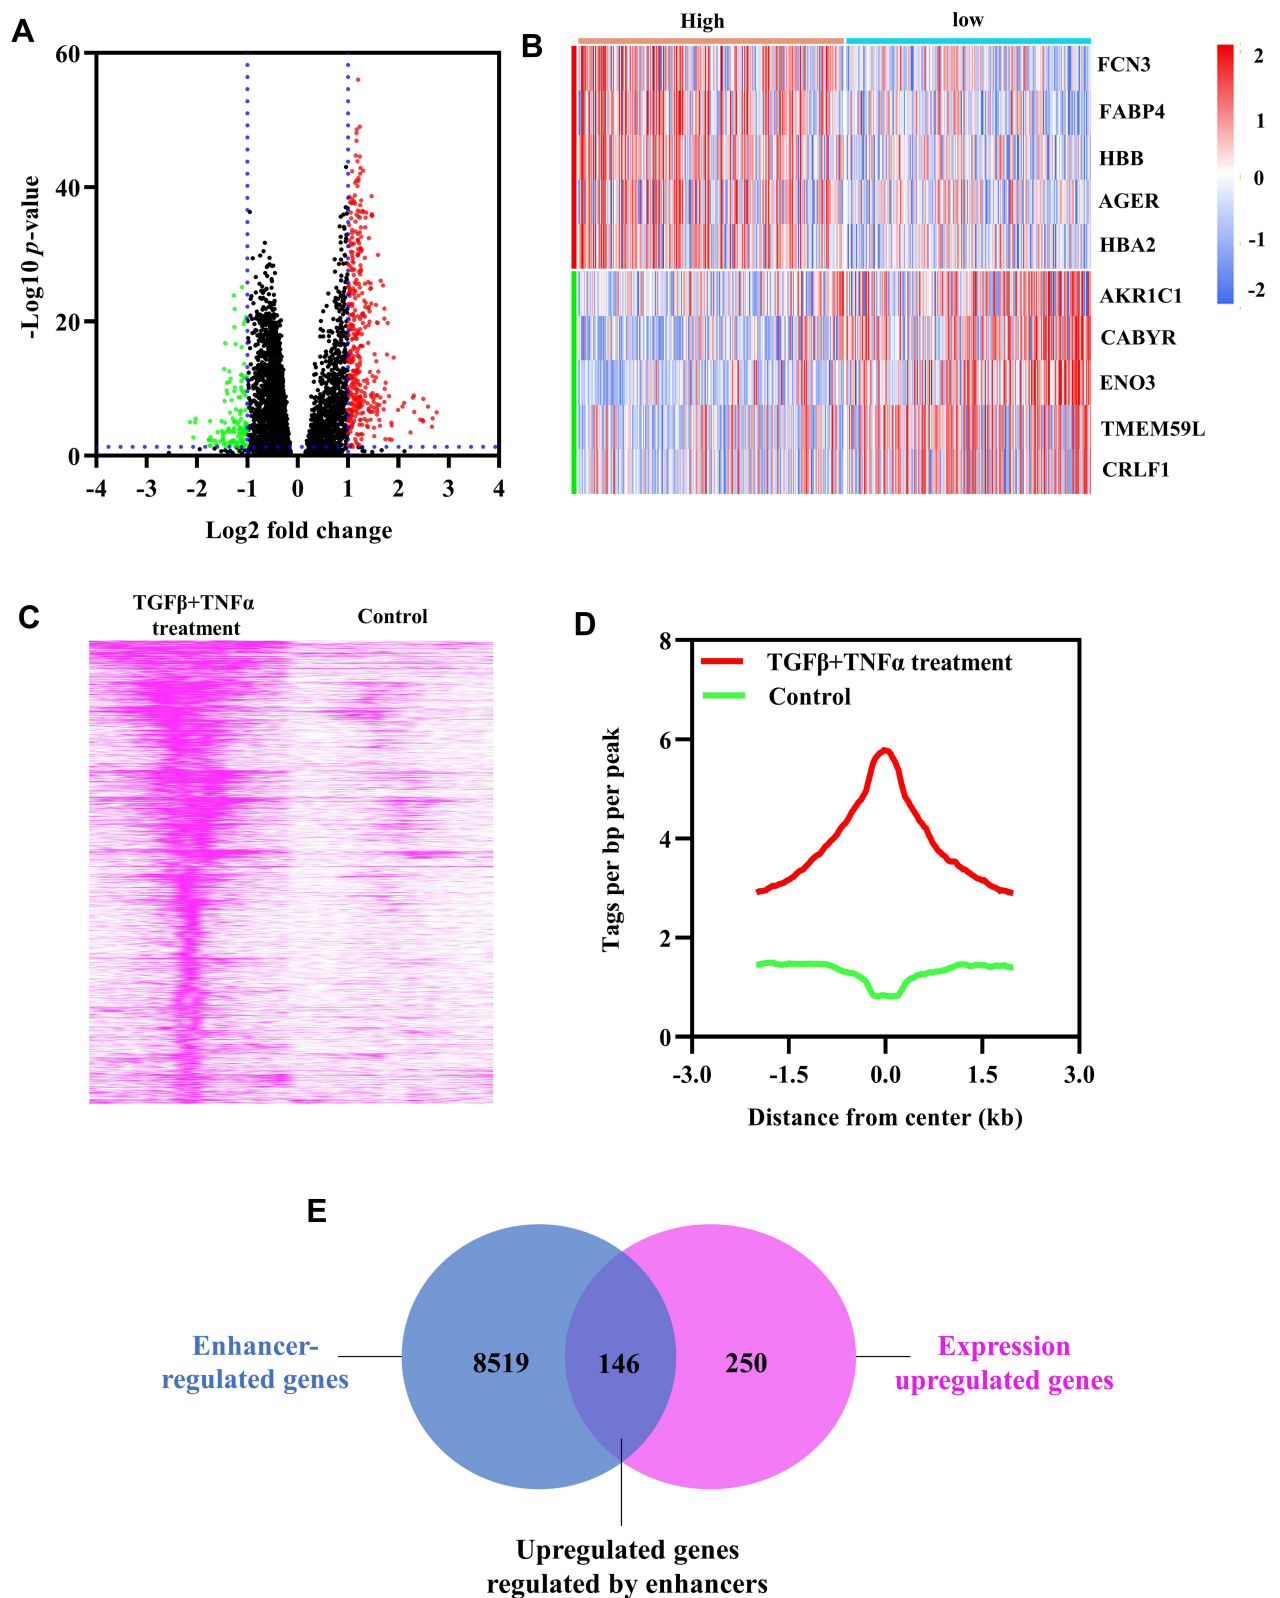 A
60
40
20
0
-Log10 p-value
-4 -3 -2 -1 0 1 2 3 4
Log2 fold change
B
High low
FCN3
FABP4
HBB
AGER
HBA2
AKR1C1
CABYR
ENO3
TMEM59L
CRLF1
2
1
0
-1
-2
C
TGFβ+TNFα
treatment
Control
D
8
6
4
2
0
Tags per bp per peak
TGFβ+TNFα treatment
Control
-3.0 -1.5 0.0 1.5 3.0
Distance from center (kb)
E
Enhancer-
regulated genes
8519 146 250
Expression
upregulated genes
Upregulated genes
regulated by enhancers